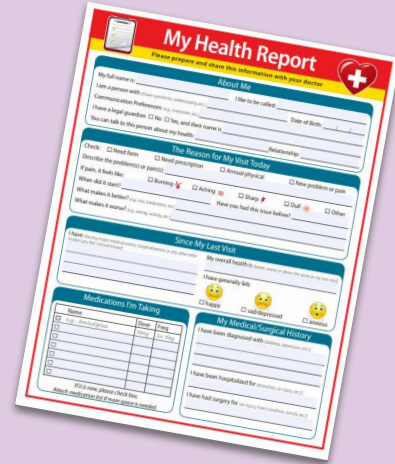 My Health Report
Please prepare and share this information with your doctor
About Me
My full name is
I like to be called:
Date of Birth: / /
I am a person with
Communication Preferences
I have a legal guardian: No Yes, and their name is
You can talk to this person about my health:
Relationship:
The Reason for My Visit Today
Check: Need form Need prescription Annual physical New problem or pain
Describe the problem(s) or pain(s):
If pain, it feels like: Burning Aching Sharp Dull Other
When did it start? Have you had this issue before?
What makes it better?
What makes it worse?
Since My Last Visit
I have
My overall health is
I have generally felt:
happy sad/depressed anxious
Medications I'm Taking
Name Dose Freq
e.g., Amoxicillin
If it is new, please check box.
Attach medication list if more space is needed.
My Medical/Surgical History
I have been diagnosed with
I have been hospitalized for
I have had surgery for